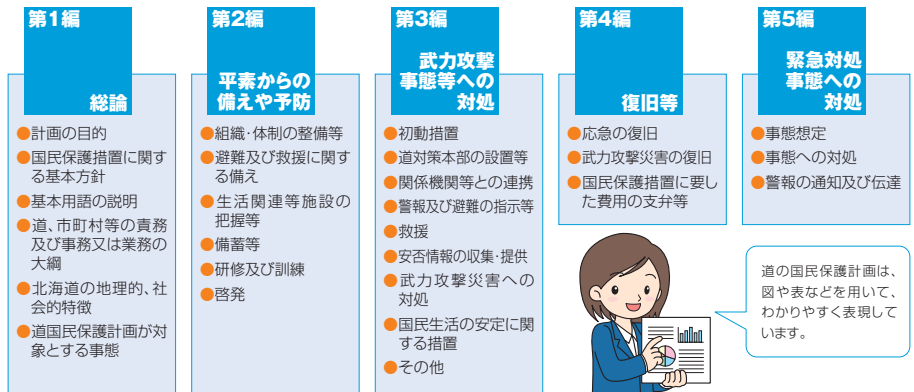 第1編
総論
●計画の目的
●国民保護措置に関す
る基本方針
●基本用語の説明
●道、市町村等の責務
及び事務又は業務の
大綱
●北海道の地理的、社
会的特徴
●道国民保護計画が対
象とする事態
第2編
平素からの
備えや予防
●組織・体制の整備等
●避難及び救援に関す
る備え
●生活関連等施設の
把握等
●備蓄等
●研修及び訓練
●啓発
第3編
武力攻撃
事態等への
対処
●初動措置
●道対策本部の設置等
●関係機関等との連携
●警報及び避難の指示等
●救援
●安否情報の収集・提供
●武力攻撃災害への
対処
●国民生活の安定に関
する措置
●その他
第4編
復旧等
●応急の復旧
●武力攻撃災害の復旧
●国民保護措置に要し
た費用の支弁等
第5編
緊急対処
事態への
対処
●事態想定
●事態への対処
●警報の通知及び伝達
道の国民保護計画は、
図や表などを用いて、
わかりやすく表現して
います。